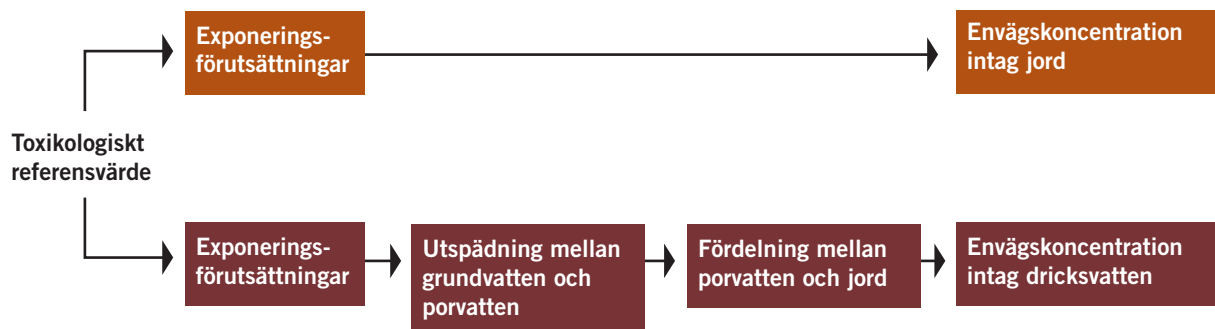 Exponerings-
förutsättningar
Envägskoncentration
intag jord
Toxikologiskt
referensvärde
Exponerings-
förutsättningar
Utspädning mellan
grundvatten och
porvatten
Fördelning mellan
porvatten och jord
Envägskoncentration
intag dricksvatten